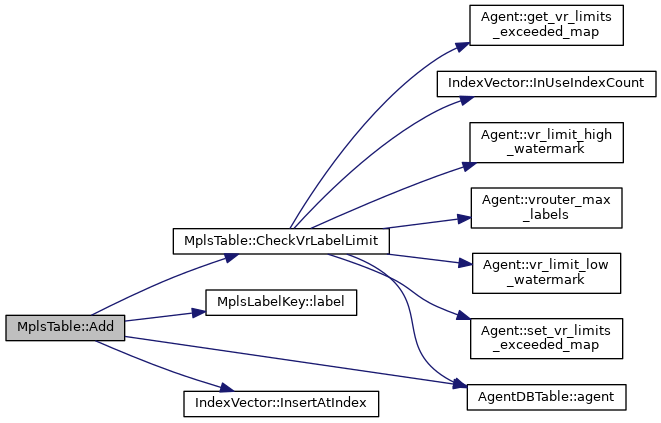 MplsTable::Add
MplsTable::CheckVrLabelLimit
MplsLabelKey::label
IndexVector::InsertAtIndex
Agent::get_vr_limits
_exceeded_map
IndexVector::InUseIndexCount
Agent::vr_limit_high
_watermark
Agent::vrouter_max
_labels
Agent::vr_limit_low
_watermark
Agent::set_vr_limits
_exceeded_map
AgentDBTable::agent